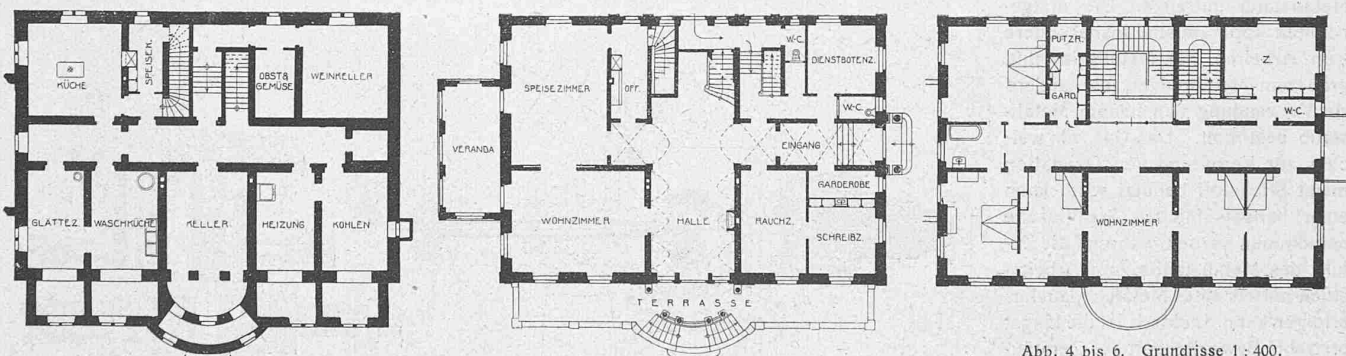 KÜCHE
SPEISEK.
OBST &
GEMÜSE
WEINKELLER
GLÄTTEZ.
WASCHKÜCHE
KELLER
HEIZUNG
KOHLEN
SPEISEZIMMER
OFF.
W-C.
DIENSTBOTENZ.
W-C.
VERANDA
EINGANG
GARDEROBE
WOHNZIMMER
HALLE
RAUCHZ.
SCHREIBZ.
TERRASSE
PUTZR.
GARD.
Z.
W-C.
WOHNZIMMER
Abb. 4 bis 6. Grundrisse 1 : 400.